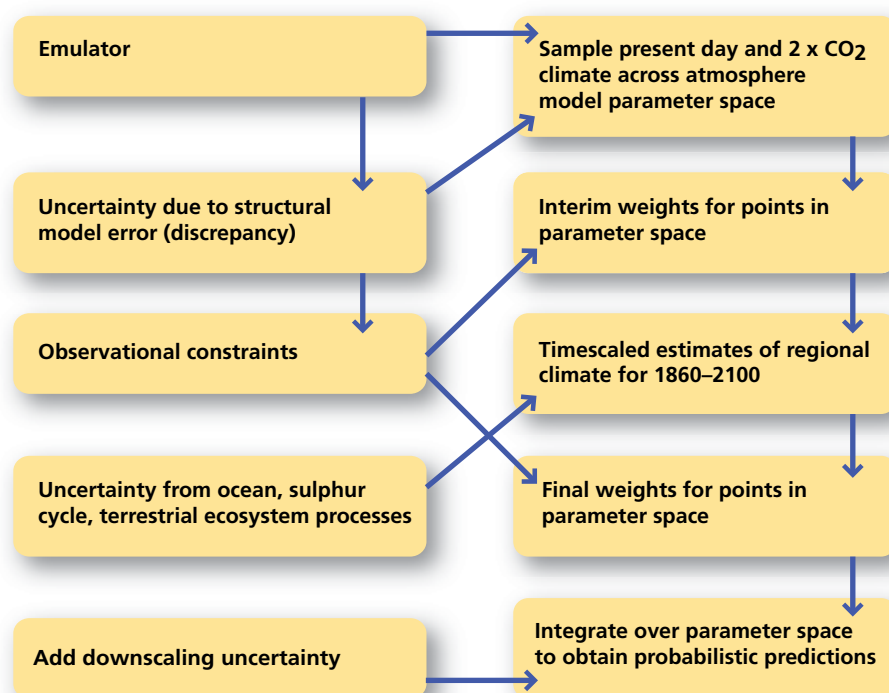 Emulator
Sample present day and 2 x CO2
climate across atmosphere
model parameter space
Uncertainty due to structural
model error (discrepancy)
Interim weights for points in
parameter space
Observational constraints
Timescaled estimates of regional
climate for 1860–2100
Uncertainty from ocean, sulphur
cycle, terrestrial ecosystem processes
Final weights for points in
parameter space
Add downscaling uncertainty
Integrate over parameter space
to obtain probabilistic predictions